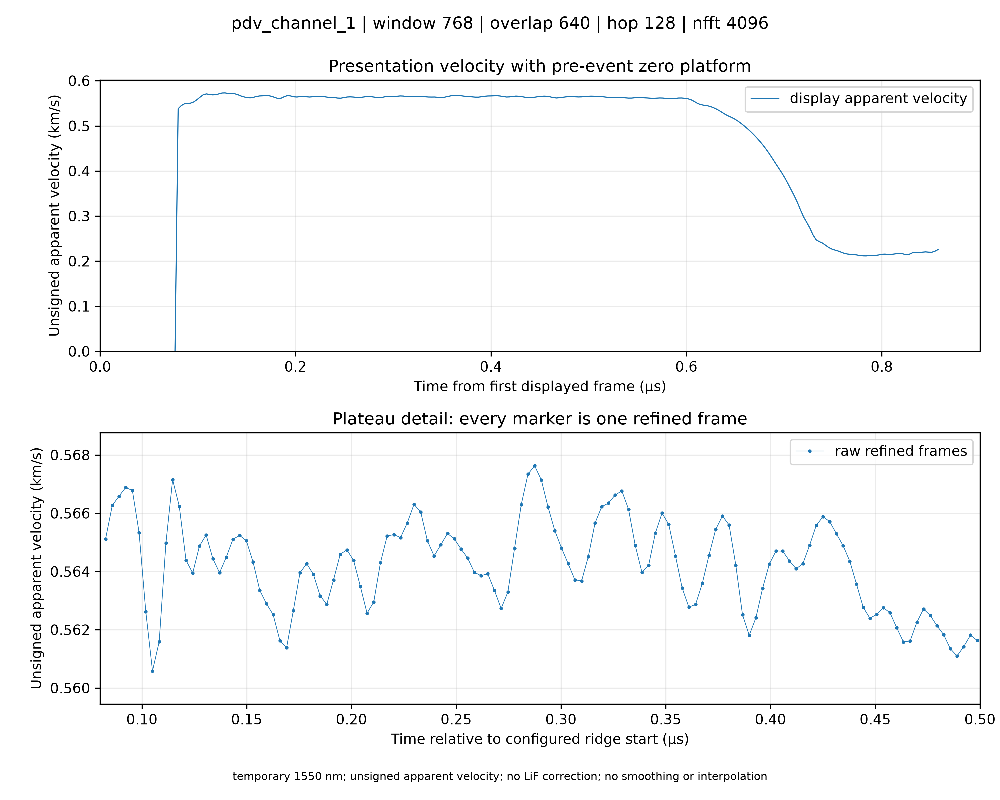 pdv_channel_1 | window 768 | overlap 640 | hop 128 | nfft 4096
Presentation velocity with pre-event zero platform
Unsigned apparent velocity (km/s)
0.6
0.5
0.4
0.3
0.2
0.1
0.0
display apparent velocity
0.0 0.2 0.4 0.6 0.8
Time from first displayed frame (μs)
Plateau detail: every marker is one refined frame
Unsigned apparent velocity (km/s)
0.568
0.566
0.564
0.562
0.560
raw refined frames
0.10 0.15 0.20 0.25 0.30 0.35 0.40 0.45 0.50
Time relative to configured ridge start (μs)
temporary 1550 nm; unsigned apparent velocity; no LiF correction; no smoothing or interpolation